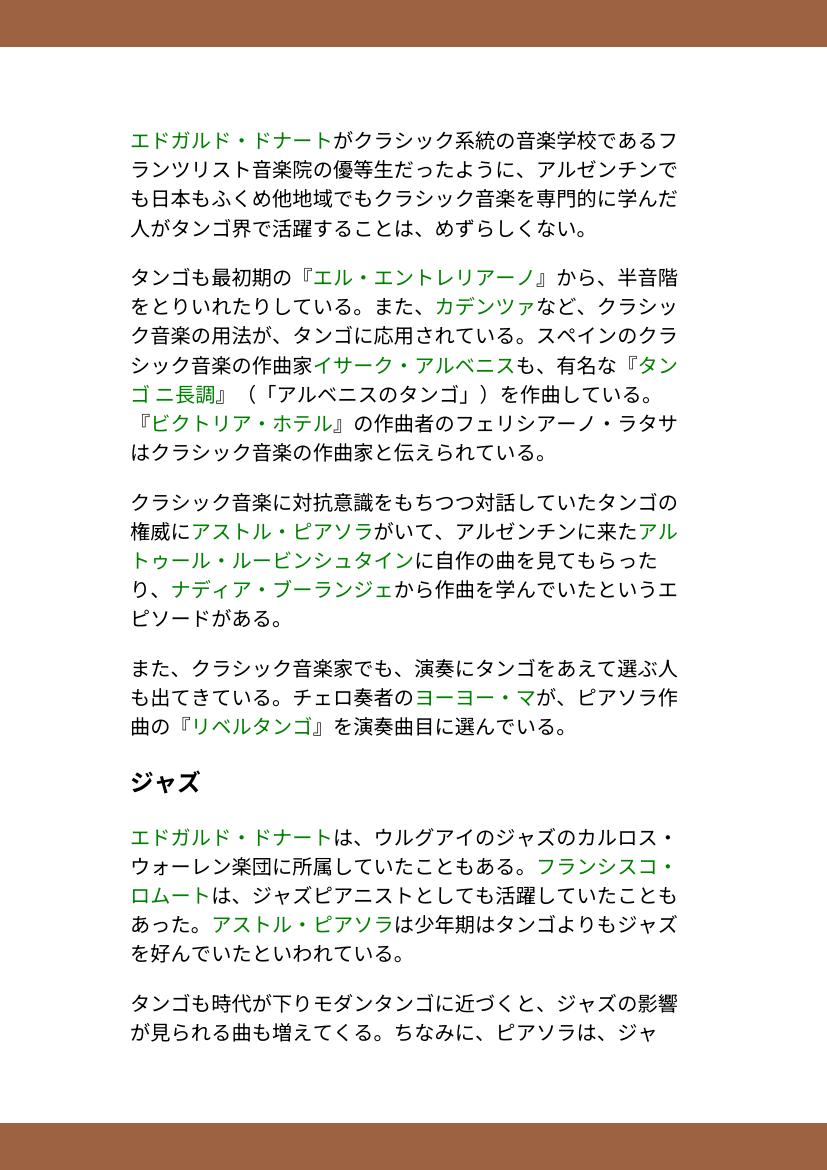 エドガルド・ドナートがクラシック系統の音楽学校であるフ
ランツリスト音楽院の優等生だったように、アルゼンチンで
も日本もふくめ他地域でもクラシック音楽を専門的に学んだ
人がタンゴ界で活躍することは、めずらしくない。
タンゴも最初期の『エル・エントレリアーノ』から、半音階
をとりいれたりしている。また、カデンツァなど、クラシッ
ク音楽の用法が、タンゴに応用されている。スペインのクラ
シック音楽の作曲家イサーク・アルベニスも、有名な『タン
ゴ ニ長調』（「アルベニスのタンゴ」）を作曲している。
『ビクトリア・ホテル』の作曲者のフェリシアーノ・ラタサ
はクラシック音楽の作曲家と伝えられている。
クラシック音楽に対抗意識をもちつつ対話していたタンゴの
権威にアストル・ピアソラがいて、アルゼンチンに来たアル
トゥール・ルービンシュタインに自作の曲を見てもらった
り、ナディア・ブーランジェから作曲を学んでいたというエ
ピソードがある。
また、クラシック音楽家でも、演奏にタンゴをあえて選ぶ人
も出てきている。チェロ奏者のヨーヨー・マが、ピアソラ作
曲の『リベルタンゴ』を演奏曲目に選んでいる。
ジャズ
エドガルド・ドナートは、ウルグアイのジャズのカルロス・
ウォーレン楽団に所属していたこともある。フランシスコ・
ロムートは、ジャズピアニストとしても活躍していたことも
あった。アストル・ピアソラは少年期はタンゴよりもジャズ
を好んでいたといわれている。
タンゴも時代が下りモダンタンゴに近づくと、ジャズの影響
が見られる曲も増えてくる。ちなみに、ピアソラは、ジャ